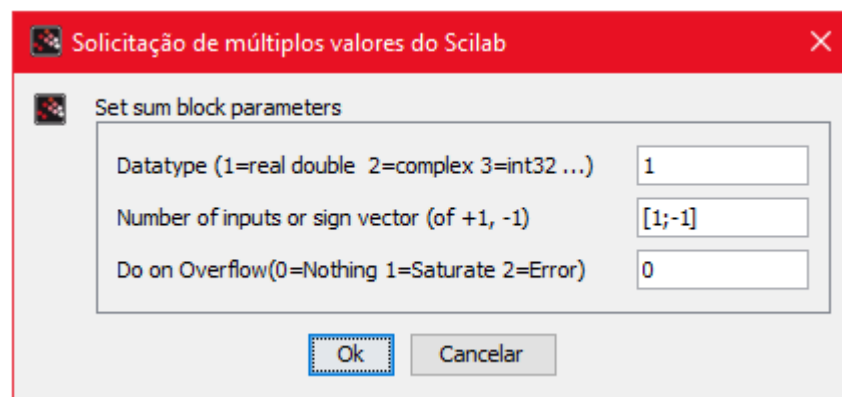 Solicitação de múltiplos valores do Scilab
Set sum block parameters
Datatype (1=real double  2=complex 3=int32 ...) 1
Number of inputs or sign vector (of +1, -1) [1;-1]
Do on Overflow(0=Nothing 1=Saturate 2=Error) 0
Ok Cancelar